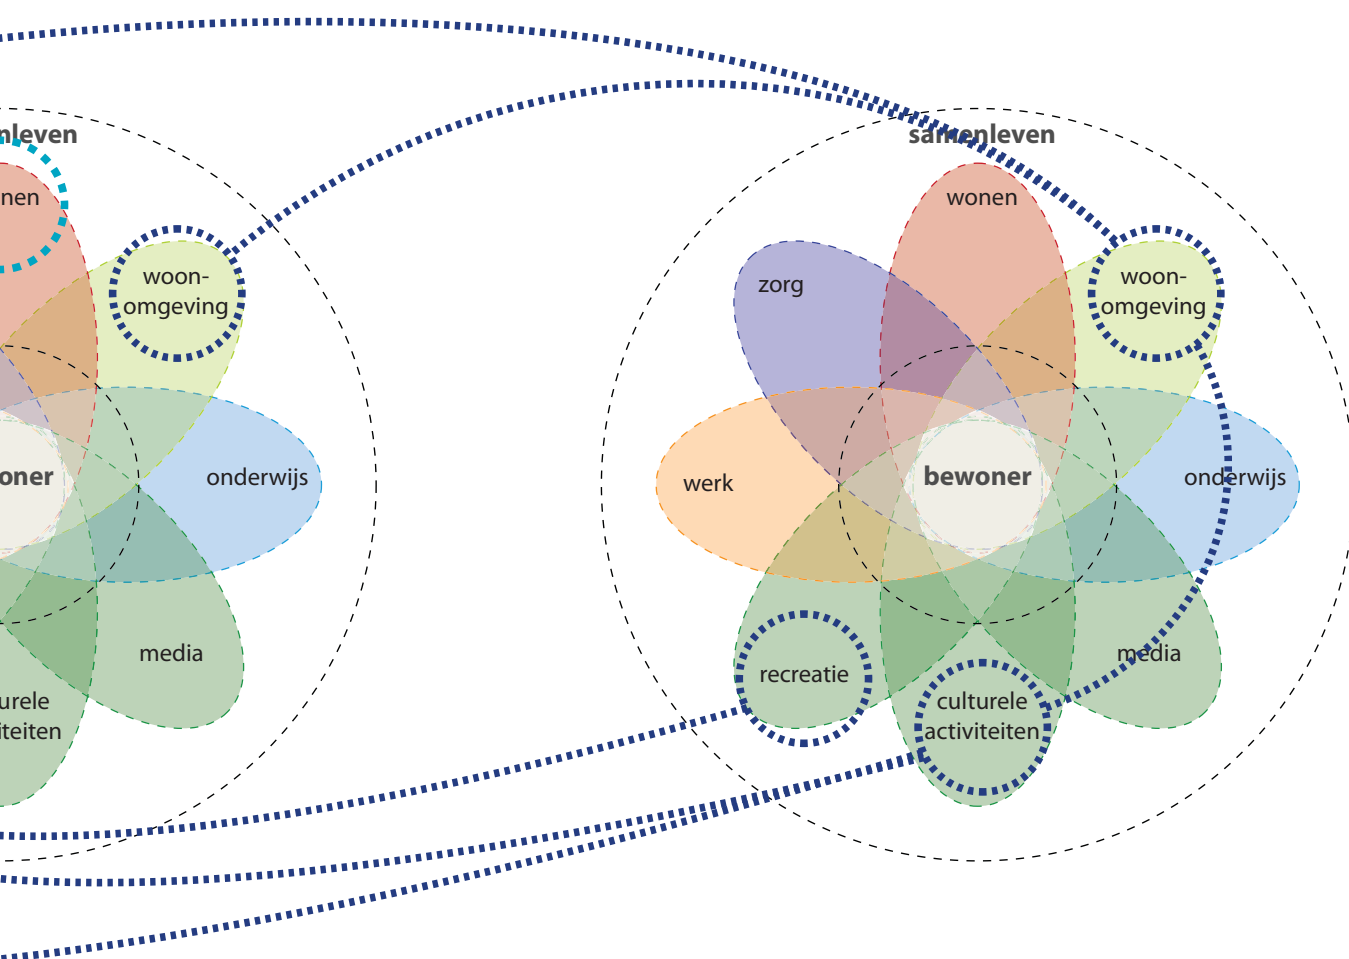 nleven
nen
woon-
omgeving
oner
onderwijs
media
urele
iteiten
samenleven
wonen
zorg
woon-
omgeving
werk
bewoner
onderwijs
recreatie
culturele
activiteiten
media